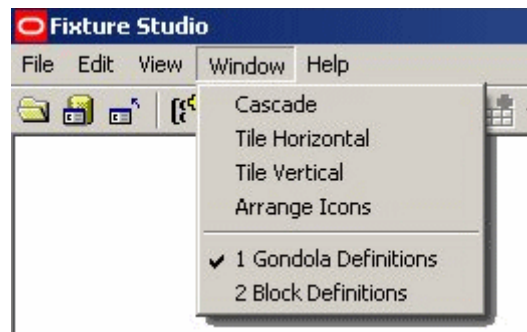 Fixture Studio
File Edit View Window Help
Cascade
Tile Horizontal
Tile Vertical
Arrange Icons
1 Gondola Definitions
2 Block Definitions